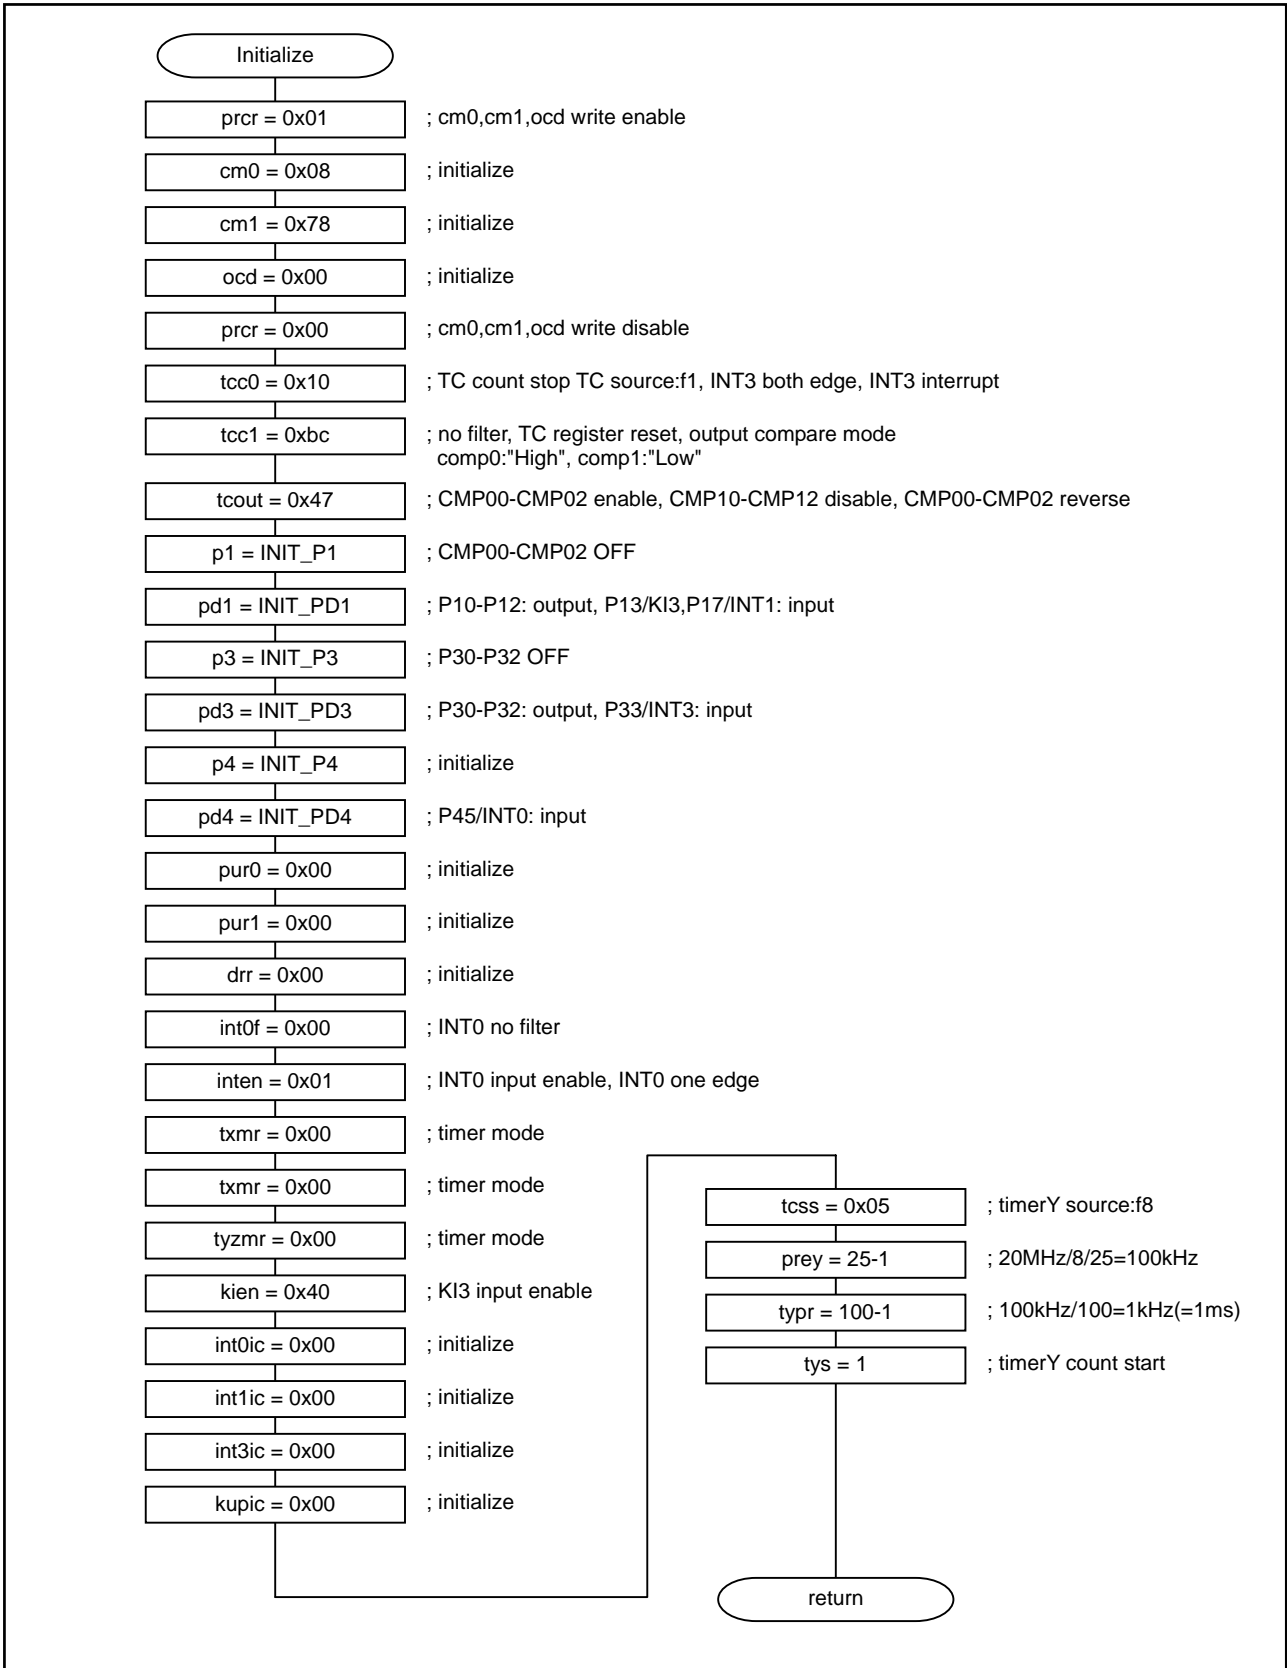 Initialize
prcr = 0x01 ; cm0,cm1,ocd write enable
cm0 = 0x08 ; initialize
cm1 = 0x78 ; initialize
ocd = 0x00 ; initialize
prcr = 0x00 ; cm0,cm1,ocd write disable
tcc0 = 0x10 ; TC count stop TC source:f1, INT3 both edge, INT3 interrupt
tcc1 = 0xbc ; no filter, TC register reset, output compare mode
comp0:"High", comp1:"Low"
tcout = 0x47 ; CMP00-CMP02 enable, CMP10-CMP12 disable, CMP00-CMP02 reverse
p1 = INIT_P1 ; CMP00-CMP02 OFF
pd1 = INIT_PD1 ; P10-P12: output, P13/KI3,P17/INT1: input
p3 = INIT_P3 ; P30-P32 OFF
pd3 = INIT_PD3 ; P30-P32: output, P33/INT3: input
p4 = INIT_P4 ; initialize
pd4 = INIT_PD4 ; P45/INT0: input
pur0 = 0x00 ; initialize
pur1 = 0x00 ; initialize
drr = 0x00 ; initialize
int0f = 0x00 ; INT0 no filter
inten = 0x01 ; INT0 input enable, INT0 one edge
txmr = 0x00 ; timer mode
txmr = 0x00 ; timer mode
tyzmr = 0x00 ; timer mode
kien = 0x40 ; KI3 input enable
int0ic = 0x00 ; initialize
int1ic = 0x00 ; initialize
int3ic = 0x00 ; initialize
kupic = 0x00 ; initialize
tcss = 0x05 ; timerY source:f8
prey = 25-1 ; 20MHz/8/25=100kHz
typr = 100-1 ; 100kHz/100=1kHz(=1ms)
tys = 1 ; timerY count start
return